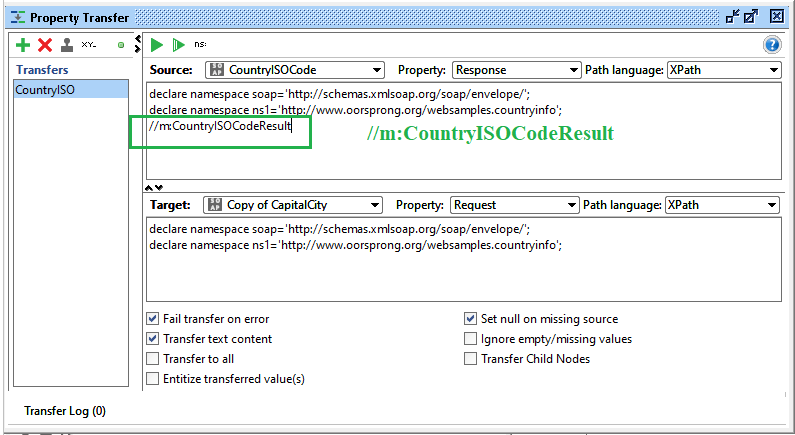 Property Transfer
XY_
ns:
Transfers
CountryISO
Source: CountryISOCode Property: Response Path language: XPath
declare namespace soap='http://schemas.xmlsoap.org/soap/envelope/';
declare namespace ns1='http://www.oorsprong.org/websamples.countryinfo';
//m:CountryISOCodeResult
//m:CountryISOCodResult
Target: Copy of CapitalCity Property: Request Path language: XPath
declare namespace soap='http://schemas.xmlsoap.org/soap/envelope/';
declare namespace ns1='http://www.oorsprong.org/websamples.countryinfo';
Fail transfer on error Set null on missing source
Transfer text content Ignore empty/missing values
Transfer to all Transfer Child Nodes
Entitize transferred value(s)
Transfer Log (0)